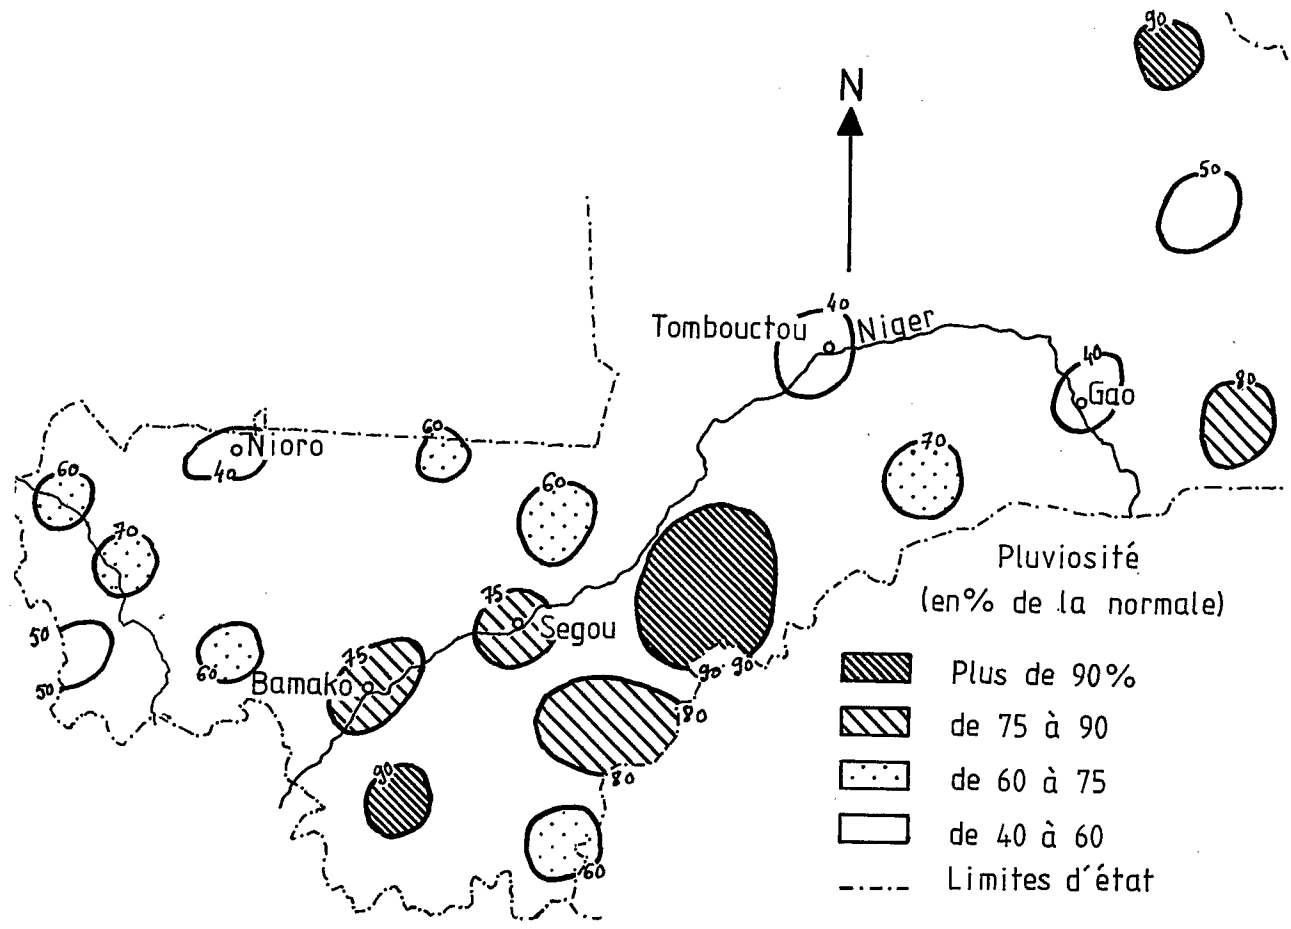 90
N
50
40
Tombouctou
Niger
40
Gao
80
60
Nioro
40
70
60
60
70
75
Segou
50
75
60
50
Bamako
90 90
80
80
90
60
Pluviosité
(en% de la normale)
Plus de 90%
de 75 à 90
de 60 à 75
de 40 à 60
Limites d'état